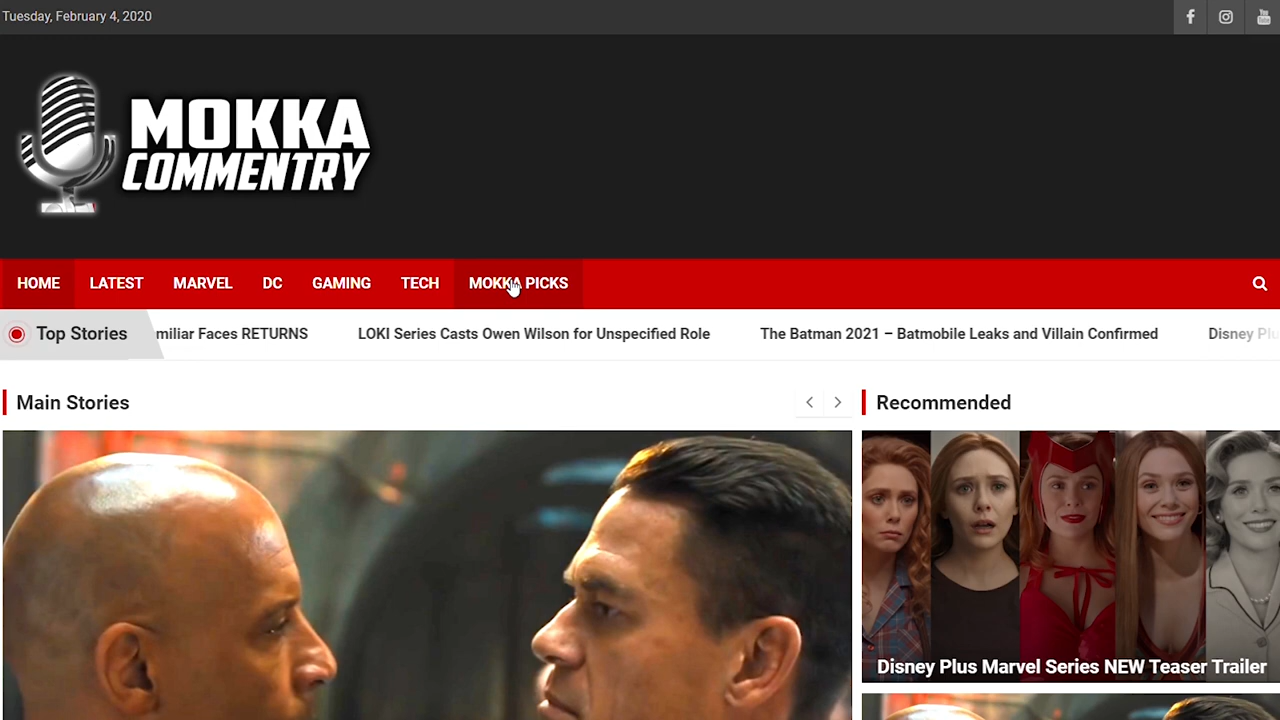 Tuesday, February 4, 2020
MOKKA
COMMENTRY
HOME LATEST MARVEL DC GAMING TECH MOKKA PICKS
Top Stories miliar Faces RETURNS LOKI Series Casts Owen Wilson for Unspecified Role The Batman 2021 – Batmobile Leaks and Villain Confirmed Disney Plu
Main Stories
Recommended
Disney Plus Marvel Series NEW Teaser Trailer